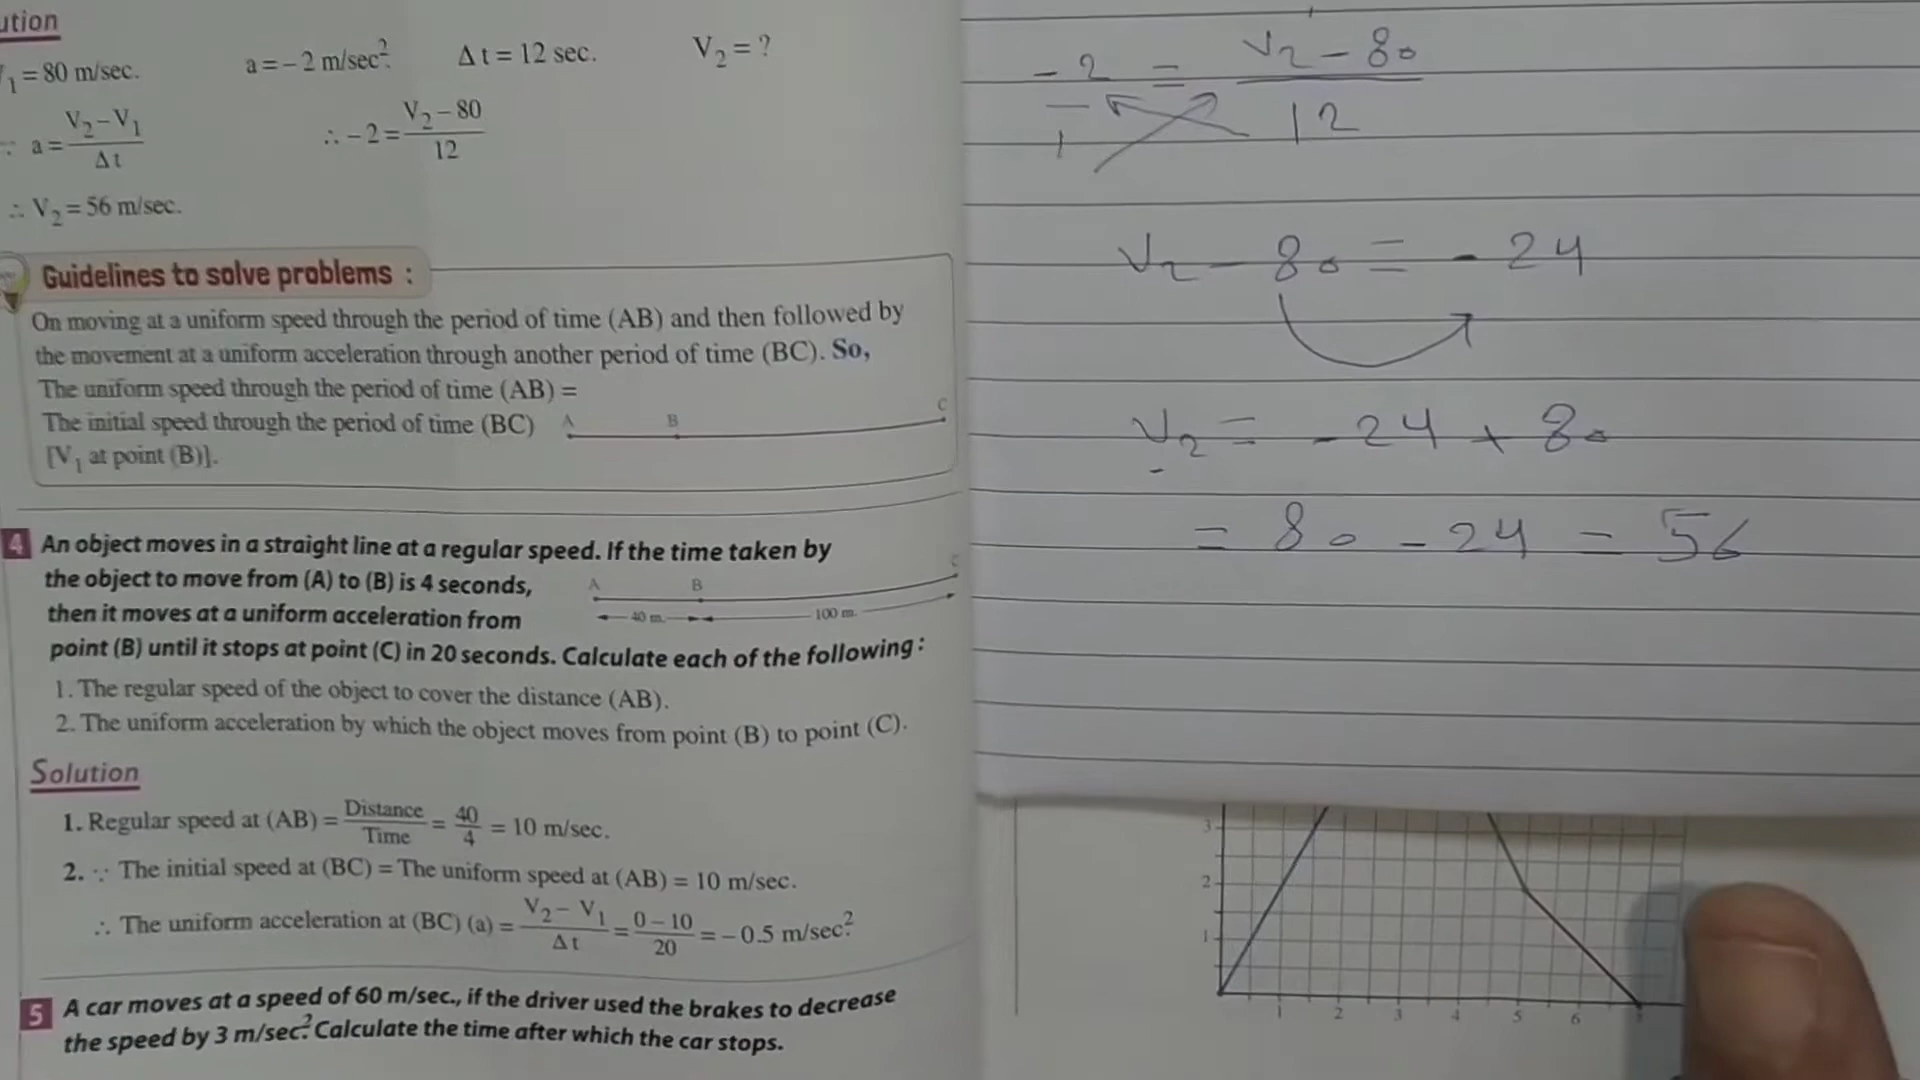 ution
V₁ = 80 m/sec. a = – 2 m/sec². Δ t = 12 sec. V₂ = ?
∵ a = (V₂ – V₁) / Δ t ∴ – 2 = (V₂ – 80) / 12
∴ V₂ = 56 m/sec.
Guidelines to solve problems :
On moving at a uniform speed through the period of time (AB) and then followed by
the movement at a uniform acceleration through another period of time (BC). So,
The uniform speed through the period of time (AB) =
The initial speed through the period of time (BC)
[V₁ at point (B)].
A B C
4 An object moves in a straight line at a regular speed. If the time taken by
the object to move from (A) to (B) is 4 seconds,
then it moves at a uniform acceleration from
point (B) until it stops at point (C) in 20 seconds. Calculate each of the following :
A B C
40 m. 100 m.
1. The regular speed of the object to cover the distance (AB).
2. The uniform acceleration by which the object moves from point (B) to point (C).
Solution
1. Regular speed at (AB) = Distance / Time = 40 / 4 = 10 m/sec.
2. ∵ The initial speed at (BC) = The uniform speed at (AB) = 10 m/sec.
∴ The uniform acceleration at (BC) (a) = (V₂ – V₁) / Δ t = (0 – 10) / 20 = – 0.5 m/sec².
5 A car moves at a speed of 60 m/sec., if the driver used the brakes to decrease
the speed by 3 m/sec². Calculate the time after which the car stops.
– 2 / 1 = (V₂ – 80) / 12
V₂ – 80 = – 24
V₂ = – 24 + 80
= 80 – 24 = 56
3
2
1
1 2 3 4 5 6 7